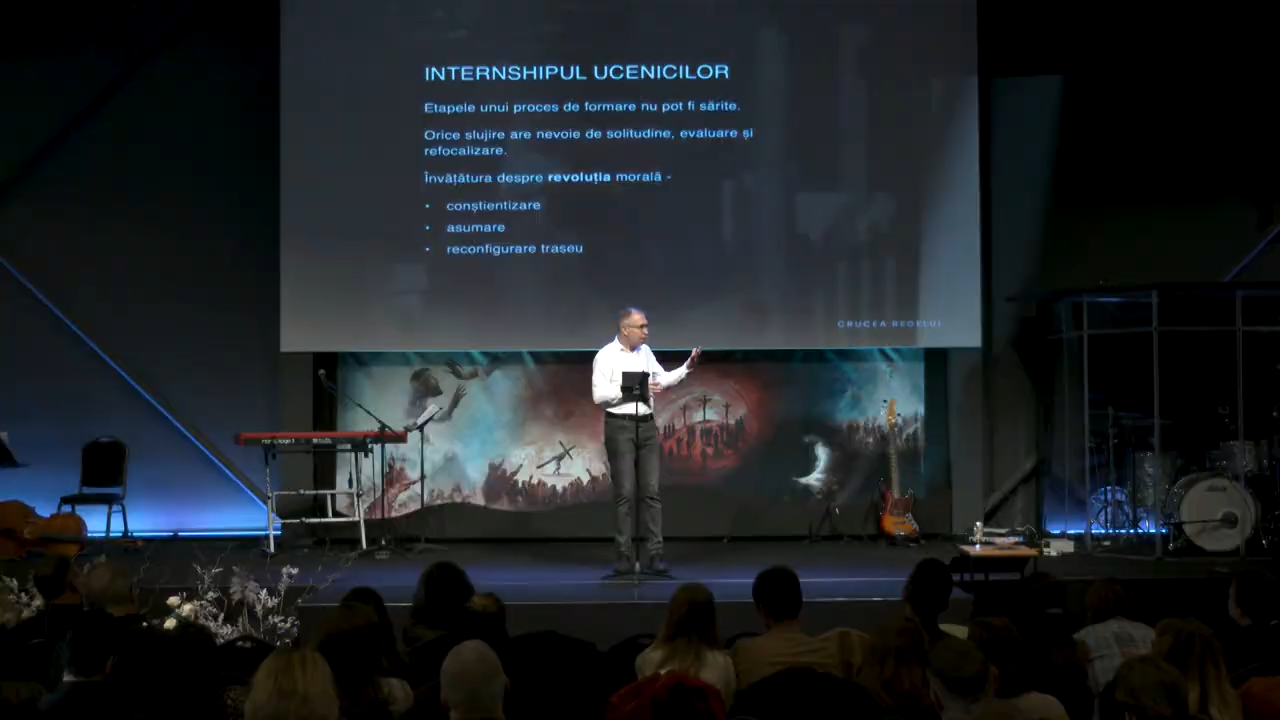 INTERNSHIPUL UCENICILOR
Etapele unui proces de formare nu pot fi sărite.
Orice slujire are nevoie de solitudine, evaluare și
refocalizare.
Învățătura despre revoluția morală -
• conștientizare
• asumare
• reconfigurare traseu
CRUCEA REGELUI